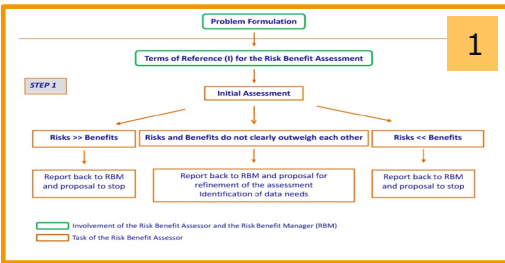 Problem Formulation
1
Terms of Reference (I) for the Risk Benefit Assessment
STEP 1
Initial Assessment
Risks >> Benefits
Risks and Benefits do not clearly outweigh each other
Risks << Benefits
Report back to RBM
and proposal to stop
Report back to RBM and proposal for
refinement of the assessment
Identification of data needs
Report back to RBM
and proposal to stop
Involvement of the Risk Benefit Assessor and the Risk Benefit Manager (RBM)
Task of the Risk Benefit Assessor